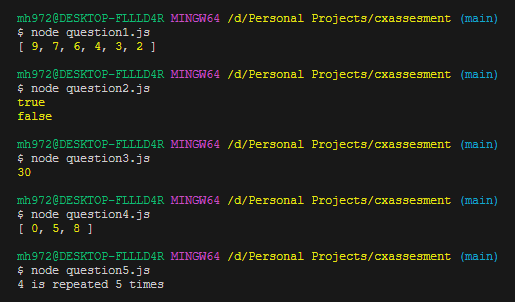 mh972@DESKTOP-FLLLD4R MINGW64 /d/Personal Projects/cxassesment (main)
$ node question1.js
[ 9, 7, 6, 4, 3, 2 ]
mh972@DESKTOP-FLLLD4R MINGW64 /d/Personal Projects/cxassesment (main)
$ node question2.js
true
false
mh972@DESKTOP-FLLLD4R MINGW64 /d/Personal Projects/cxassesment (main)
$ node question3.js
30
mh972@DESKTOP-FLLLD4R MINGW64 /d/Personal Projects/cxassesment (main)
$ node question4.js
[ 0, 5, 8 ]
mh972@DESKTOP-FLLLD4R MINGW64 /d/Personal Projects/cxassesment (main)
$ node question5.js
4 is repeated 5 times